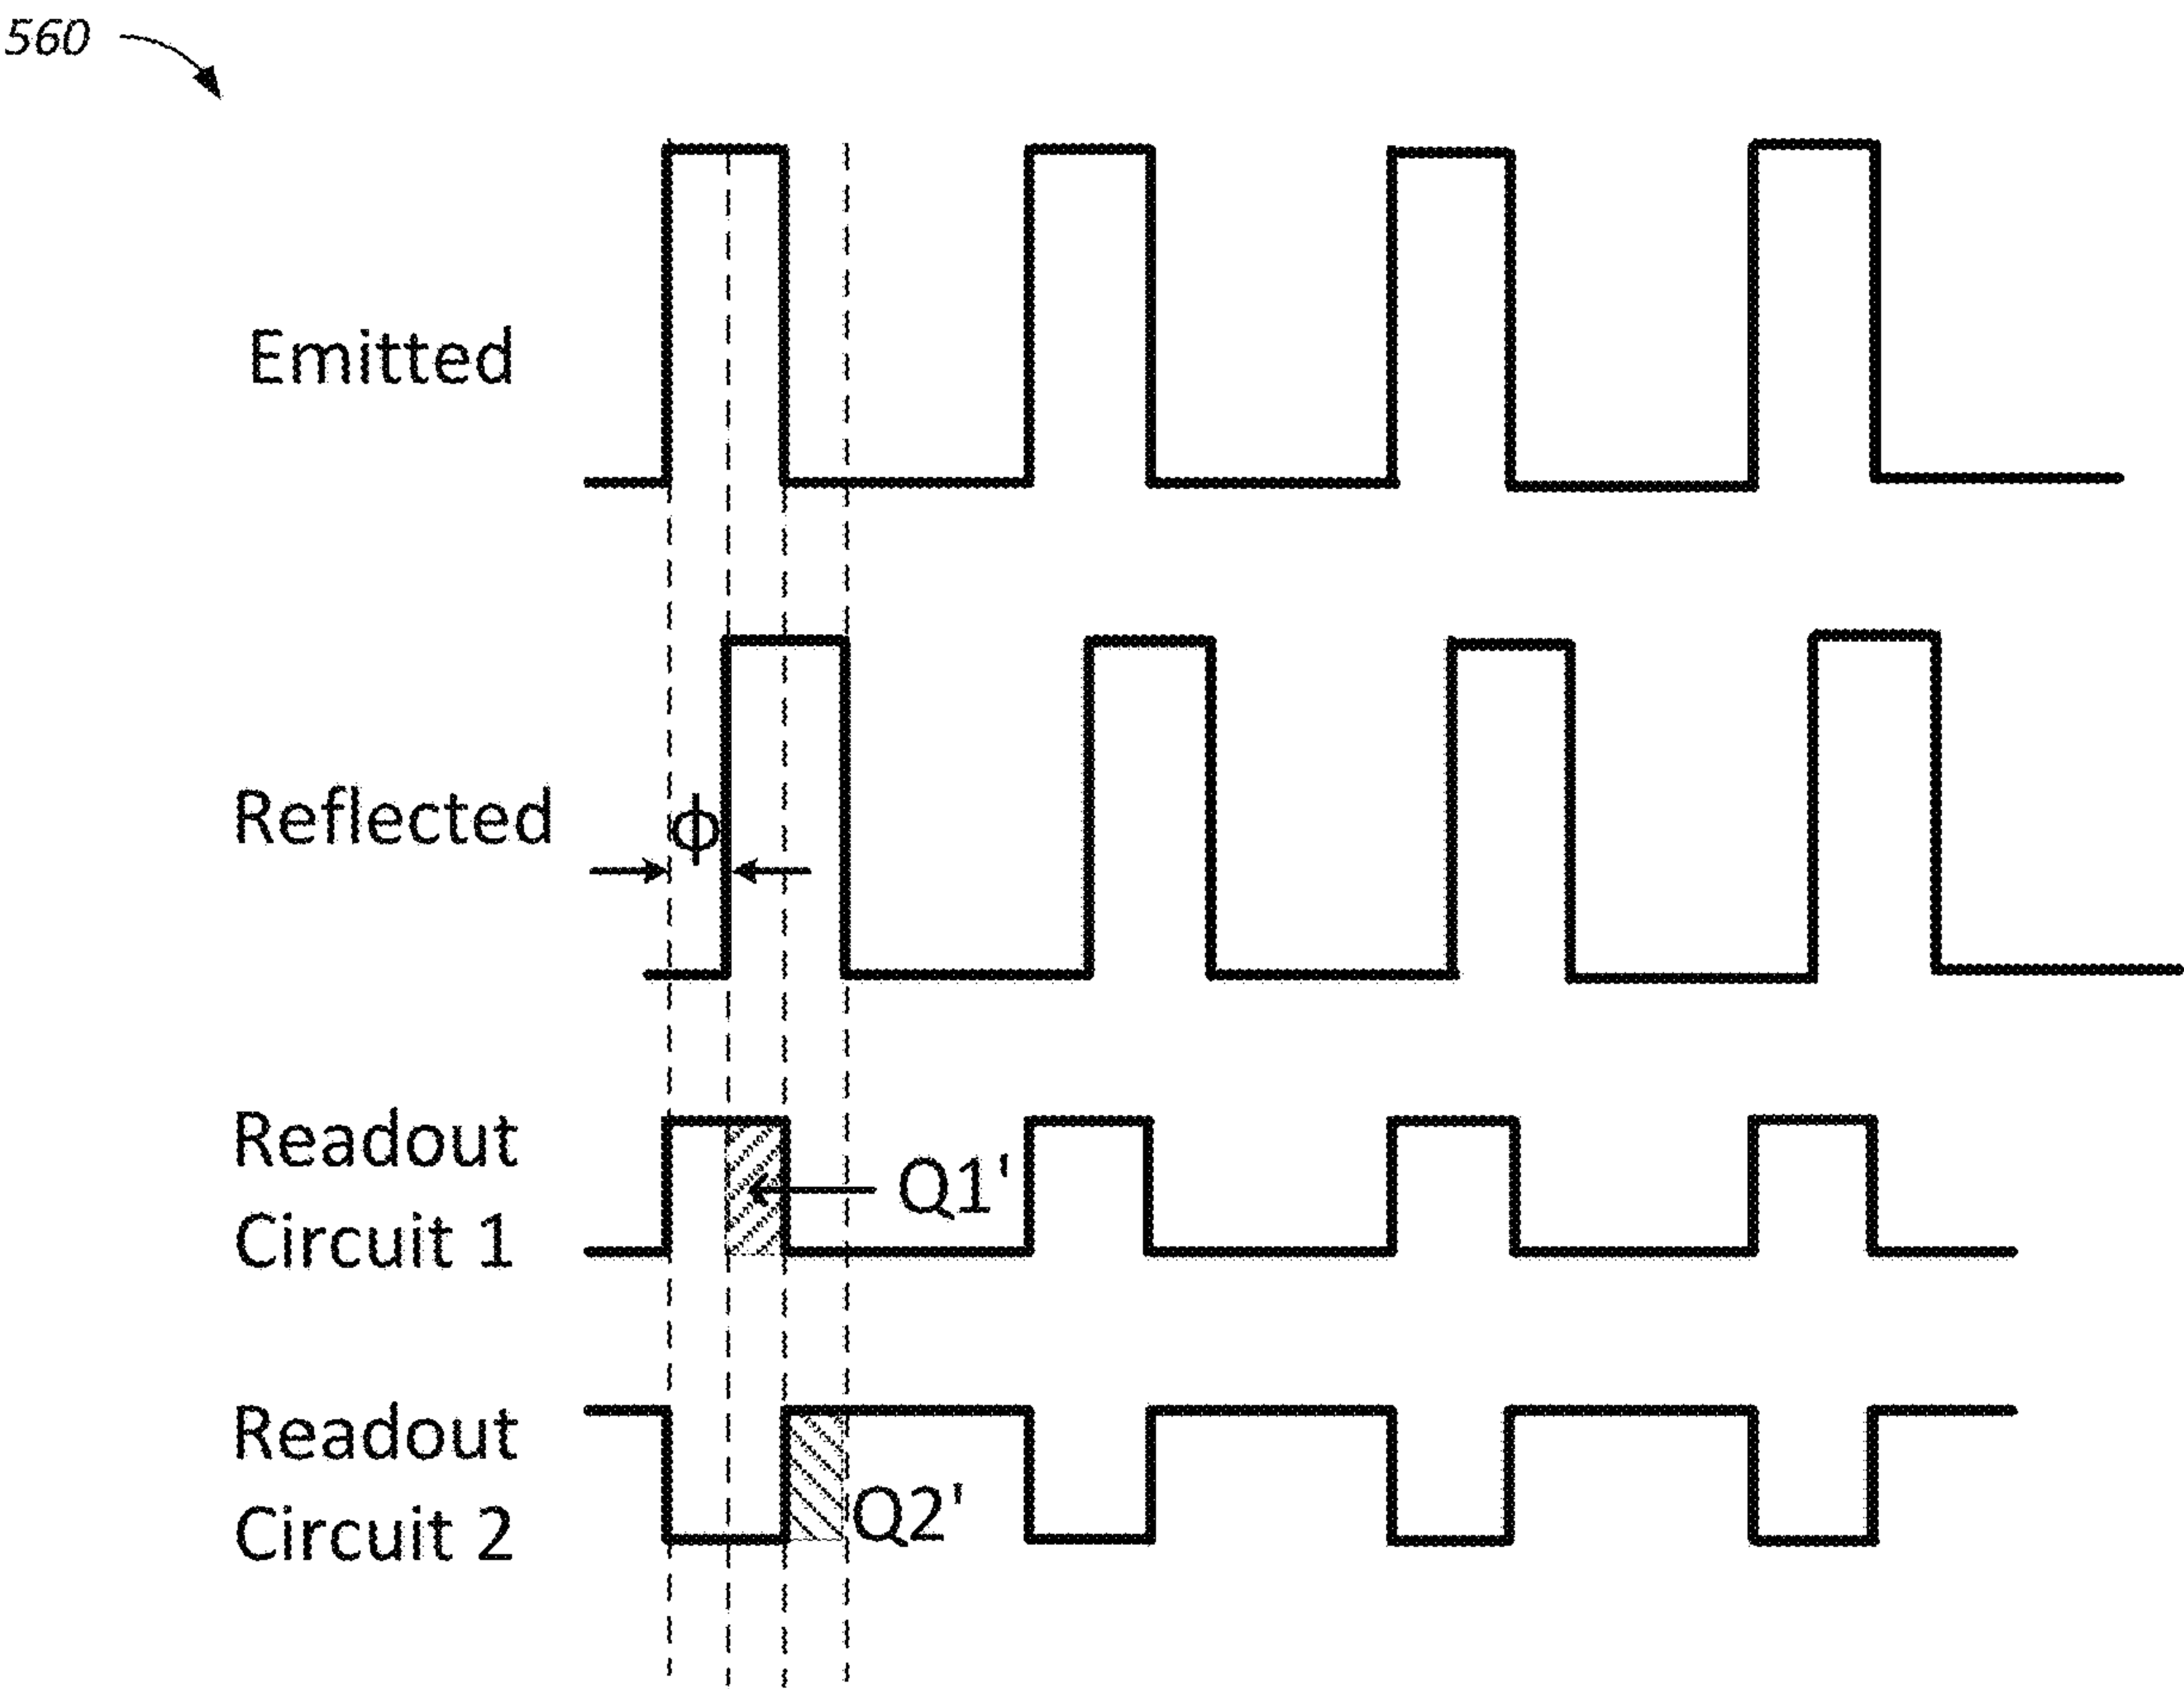 560
Emitted
Reflected
ϕ
Readout
Circuit 1
Q1'
Readout
Circuit 2
Q2'